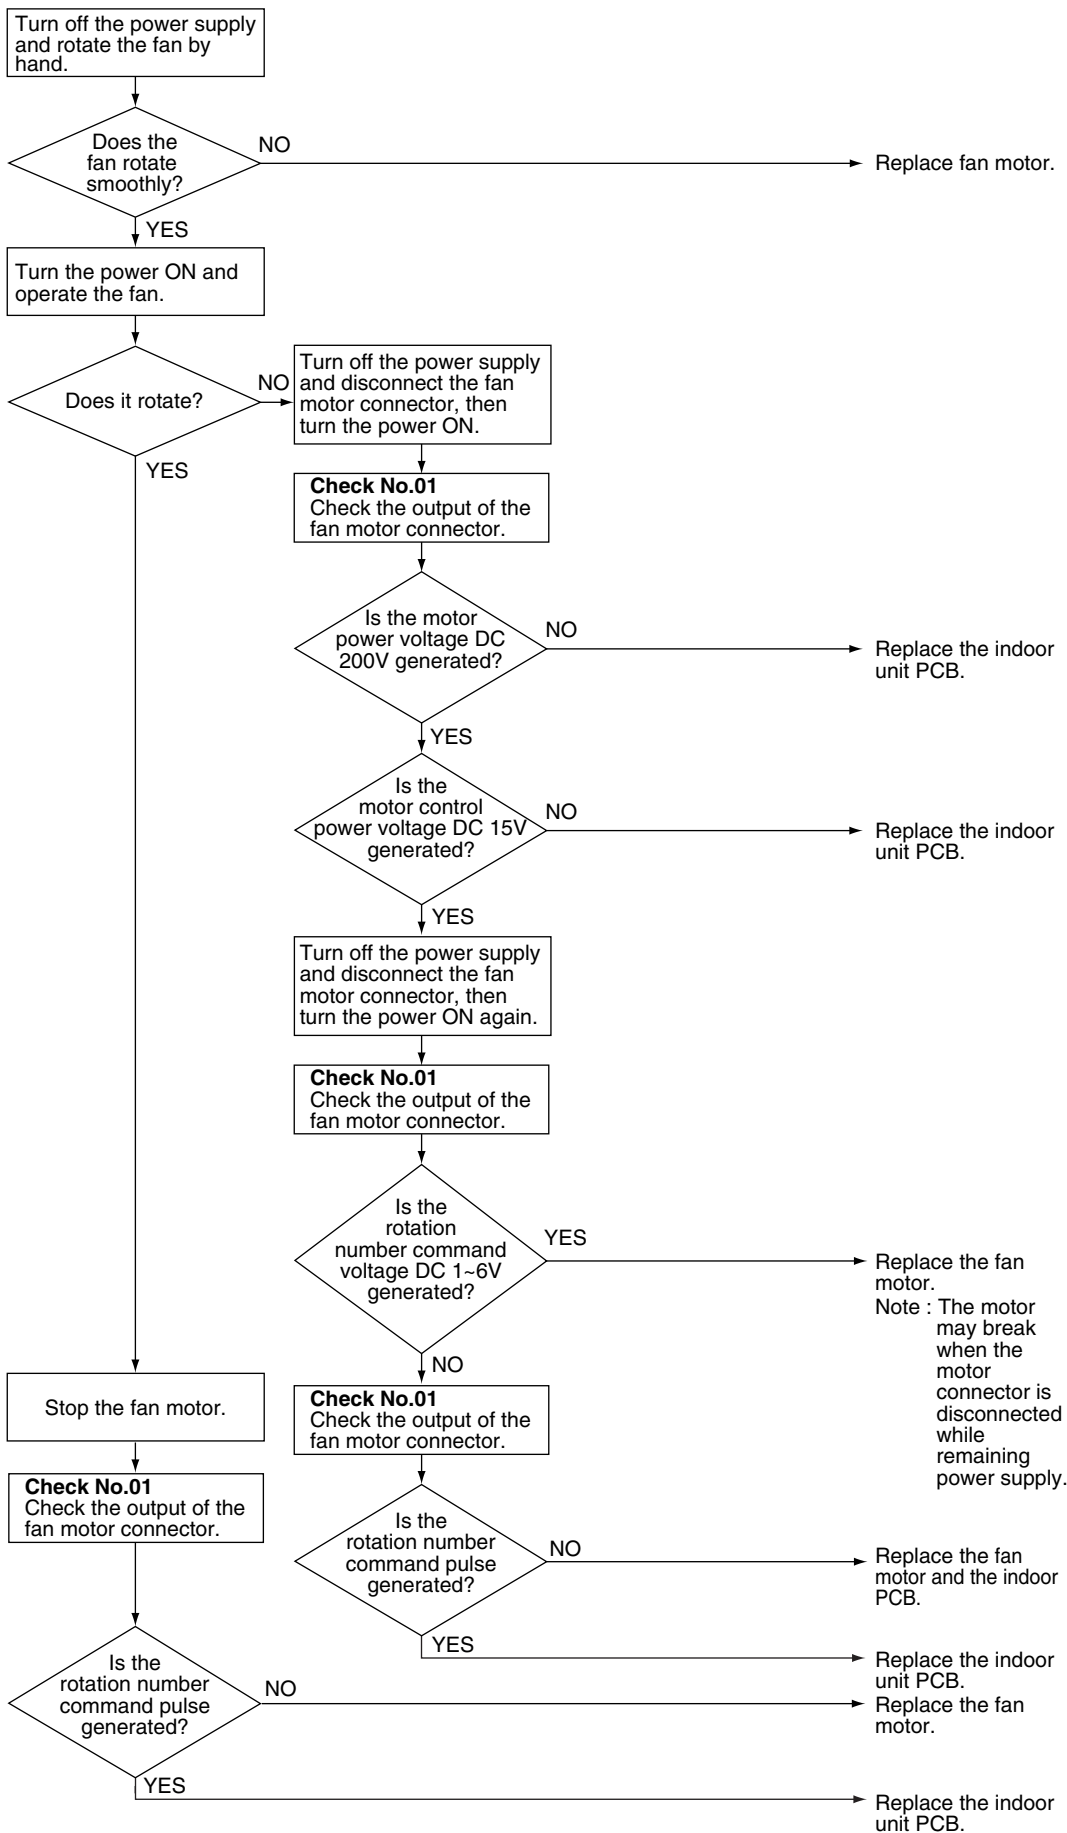 Turn off the power supply
and rotate the fan by
hand.
Does the
fan rotate
smoothly?
NO
Replace fan motor.
YES
Turn the power ON and
operate the fan.
Does it rotate?
NO
Turn off the power supply
and disconnect the fan
motor connector, then
turn the power ON.
YES
Check No.01
Check the output of the
fan motor connector.
Is the motor
power voltage DC
200V generated?
NO
Replace the indoor
unit PCB.
YES
Is the
motor control
power voltage DC 15V
generated?
NO
Replace the indoor
unit PCB.
YES
Turn off the power supply
and disconnect the fan
motor connector, then
turn the power ON again.
Check No.01
Check the output of the
fan motor connector.
Is the
rotation
number command
voltage DC 1~6V
generated?
YES
Replace the fan
motor.
Note : The motor
may break
when the
motor
connector is
disconnected
while
remaining
power supply.
NO
Stop the fan motor.
Check No.01
Check the output of the
fan motor connector.
Check No.01
Check the output of the
fan motor connector.
Is the
rotation number
command pulse
generated?
NO
Replace the fan
motor and the indoor
PCB.
YES
Replace the indoor
unit PCB.
Is the
rotation number
command pulse
generated?
NO
Replace the fan
motor.
YES
Replace the indoor
unit PCB.